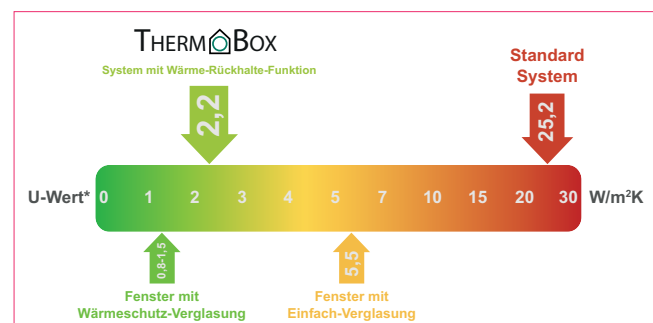 THERMOBOX
System mit Wärme-Rückhalte-Funktion
Standard
System
2,2
25,2
U-Wert* 0 1 2 3 4 5 7 10 15 20 30 W/m²K
0,8-1,5
5,5
Fenster mit
Wärmeschutz-Verglasung
Fenster mit
Einfach-Verglasung